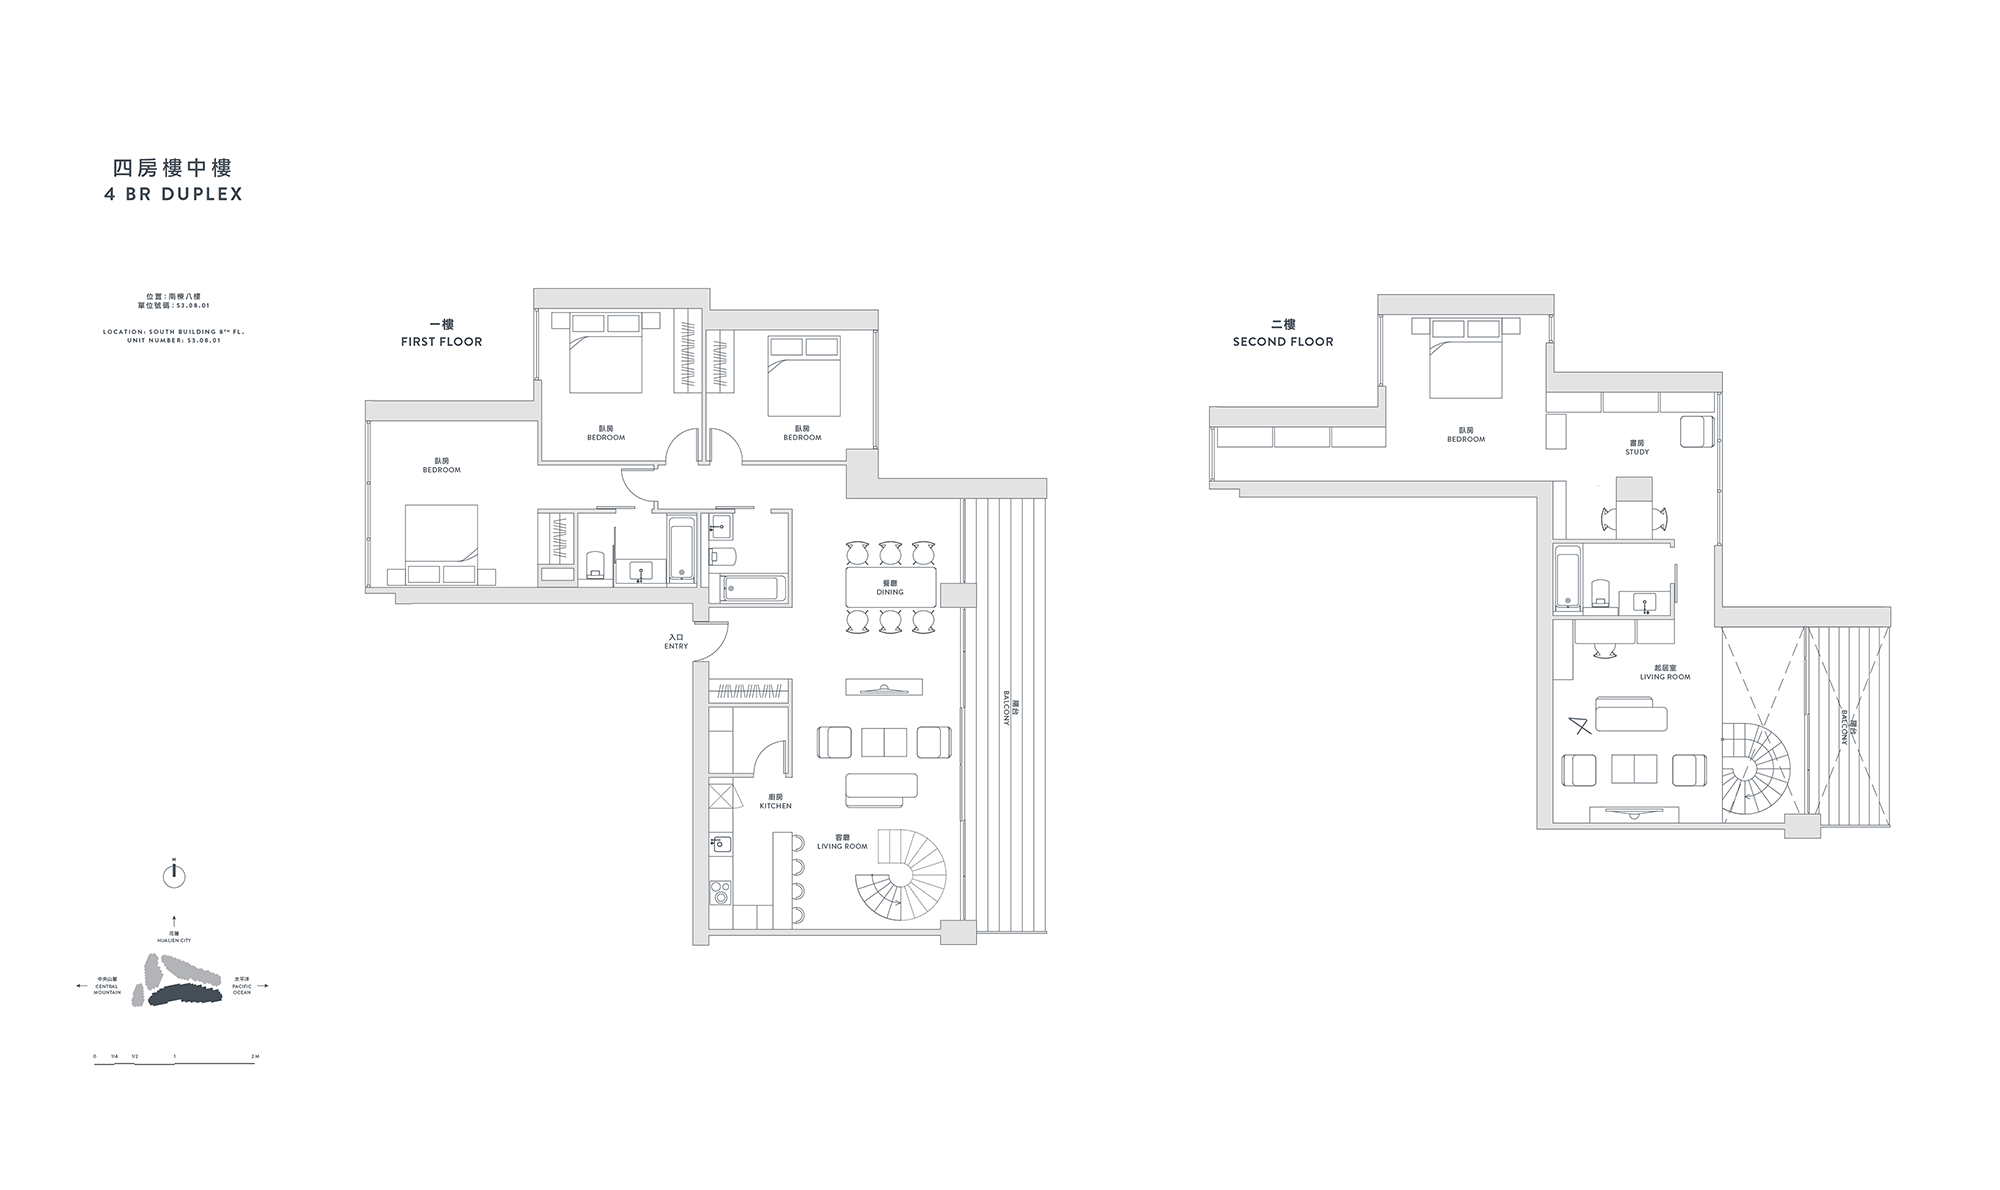 四房樓中樓
4 BR DUPLEX
位置：南棟八樓
單位號碼：S3.08.01
LOCATION: SOUTH BUILDING 8TH FL.
UNIT NUMBER: S3.08.01
一樓
FIRST FLOOR
臥房
BEDROOM
臥房
BEDROOM
臥房
BEDROOM
餐廳
DINING
入口
ENTRY
陽台
BALCONY
廚房
KITCHEN
客廳
LIVING ROOM
二樓
SECOND FLOOR
臥房
BEDROOM
書房
STUDY
起居室
LIVING ROOM
陽台
BALCONY
N
花蓮
HUALIEN CITY
中央山脈
CENTRAL
MOUNTAIN
太平洋
PACIFIC
OCEAN
0 1/4 1/2 1 2 M